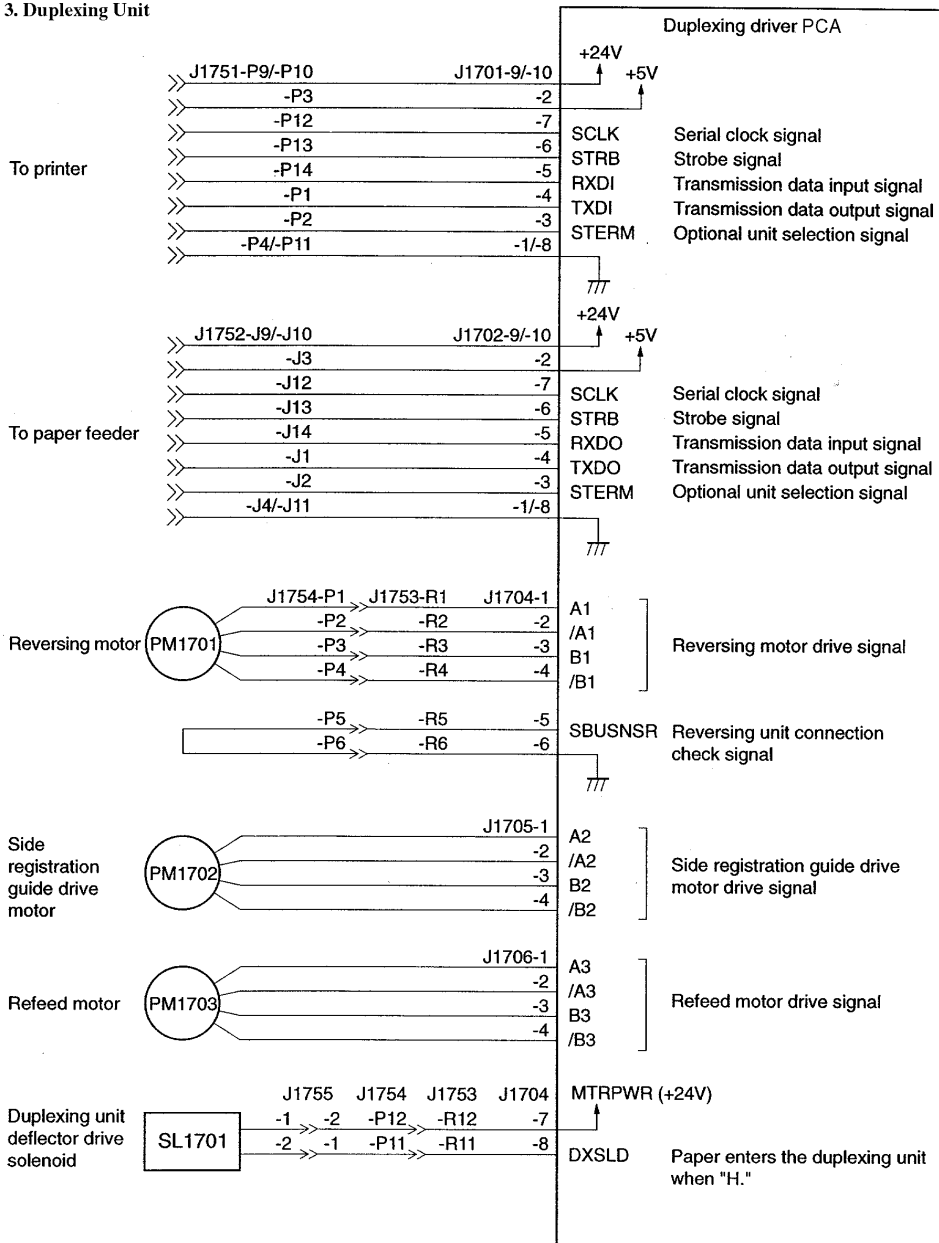 3. Duplexing Unit
Duplexing driver PCA
+24V
J1751-P9/-P10 J1701-9/-10 +5V
-P3 -2
-P12 -7 SCLK Serial clock signal
-P13 -6 STRB Strobe signal
To printer -P14 -5 RXDI Transmission data input signal
-P1 -4 TXDI Transmission data output signal
-P2 -3 STERM Optional unit selection signal
-P4/-P11 -1/-8
+24V
J1752-J9/-J10 J1702-9/-10 +5V
-J3 -2
-J12 -7 SCLK Serial clock signal
-J13 -6 STRB Strobe signal
To paper feeder -J14 -5 RXDO Transmission data input signal
-J1 -4 TXDO Transmission data output signal
-J2 -3 STERM Optional unit selection signal
-J4/-J11 -1/-8
J1754-P1 J1753-R1 J1704-1 A1
-P2 -R2 -2 /A1
Reversing motor PM1701 -P3 -R3 -3 B1 Reversing motor drive signal
-P4 -R4 -4 /B1
-P5 -R5 -5 SBUSNSR Reversing unit connection
-P6 -R6 -6 check signal
J1705-1 A2
Side -2 /A2
registration PM1702 -3 B2 Side registration guide drive
guide drive -4 /B2 motor drive signal
motor
J1706-1 A3
-2 /A3
Refeed motor PM1703 -3 B3 Refeed motor drive signal
-4 /B3
J1755 J1754 J1753 J1704 MTRPWR (+24V)
Duplexing unit -1 -2 -P12 -R12 -7
deflector drive SL1701 -2 -1 -P11 -R11 -8 DXSLD Paper enters the duplexing unit
solenoid when "H."